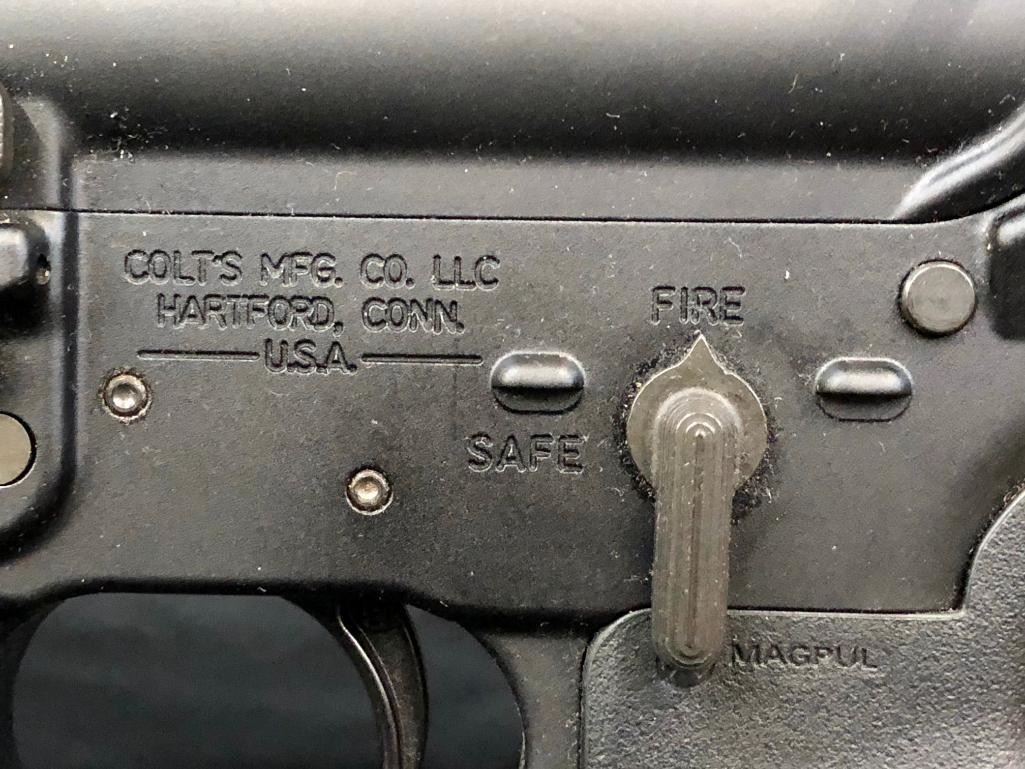 COLT'S MFG. CO. LLC
HARTFORD, CONN.
U.S.A.
FIRE
SAFE
MAGPUL